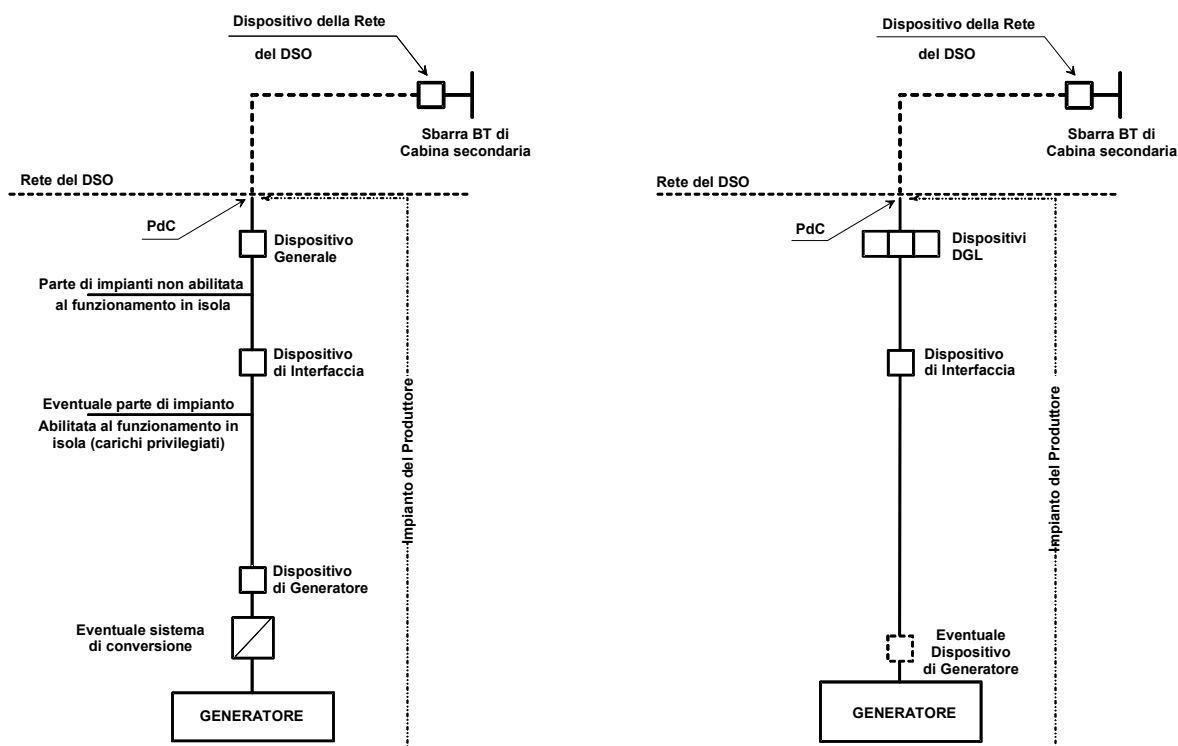 Dispositivo della Rete
del DSO
Sbarra BT di
Cabina secondaria
Rete del DSO
PdC
Dispositivo
Generale
Parte di impianti non abilitata
al funzionamento in isola
Dispositivo
di Interfaccia
Eventuale parte di impianto
Abilitata al funzionamento in
isola (carichi privilegiati)
Impianto del Produttore
Dispositivo
di Generatore
Eventuale sistema
di conversione
GENERATORE
Dispositivo della Rete
del DSO
Sbarra BT di
Cabina secondaria
Rete del DSO
PdC
Dispositivi
DGL
Dispositivo
di Interfaccia
Impianto del Produttore
Eventuale
Dispositivo
di Generatore
GENERATORE